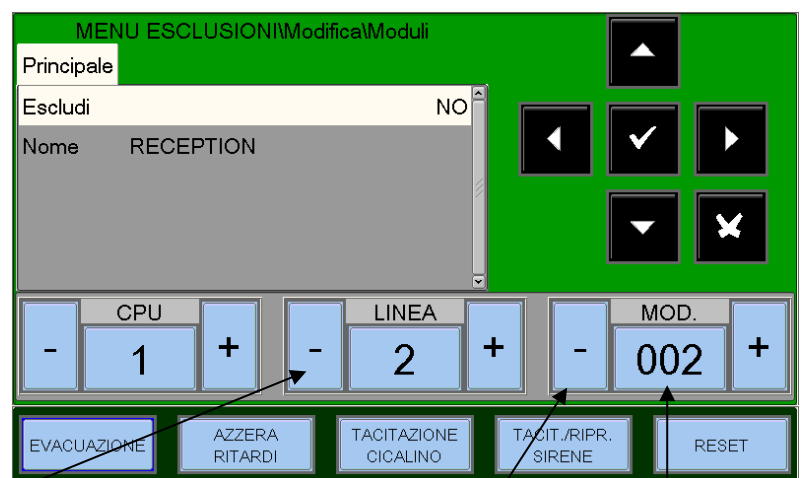 MENU ESCLUSIONI\Modifica\Moduli
Principale
Escludi NO
Nome RECEPTION
CPU LINEA MOD.
- 1 + - 2 + - 002 +
EVACUAZIONE
AZZERA
RITARDI
TACITAZIONE
CICALINO
TACIT./RIPR.
SIRENE
RESET